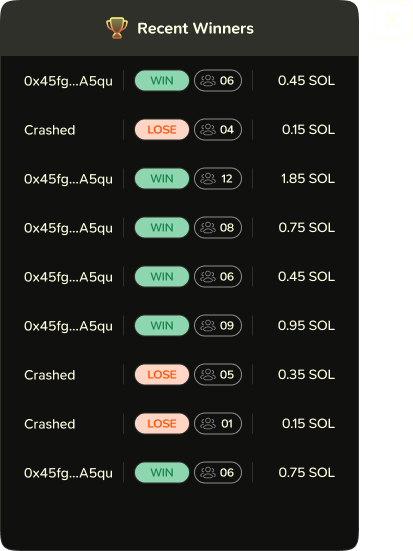 Recent Winners
0x45fg...A5qu WIN 06 0.45 SOL
Crashed LOSE 04 0.15 SOL
0x45fg...A5qu WIN 12 1.85 SOL
0x45fg...A5qu WIN 08 0.75 SOL
0x45fg...A5qu WIN 06 0.45 SOL
0x45fg...A5qu WIN 09 0.95 SOL
Crashed LOSE 05 0.35 SOL
Crashed LOSE 01 0.15 SOL
0x45fg...A5qu WIN 06 0.75 SOL